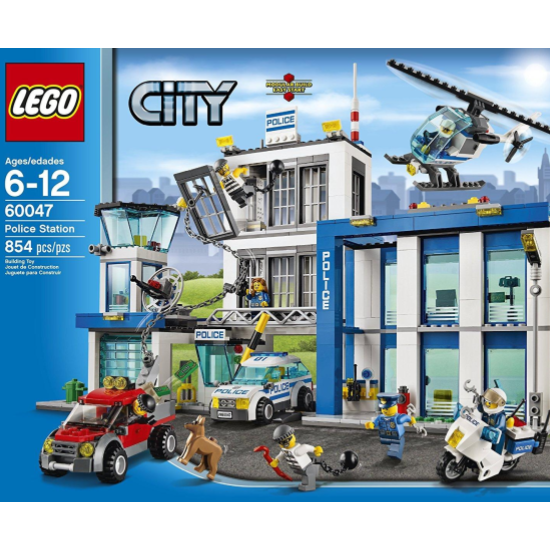 LEGO
CITY
Ages/edades
6-12
60047
Police Station
854 pcs/pzs
Building Toy
Jouet de Construction
Juguete para Construir
POLICE
POLICE
POLICE
POLICE